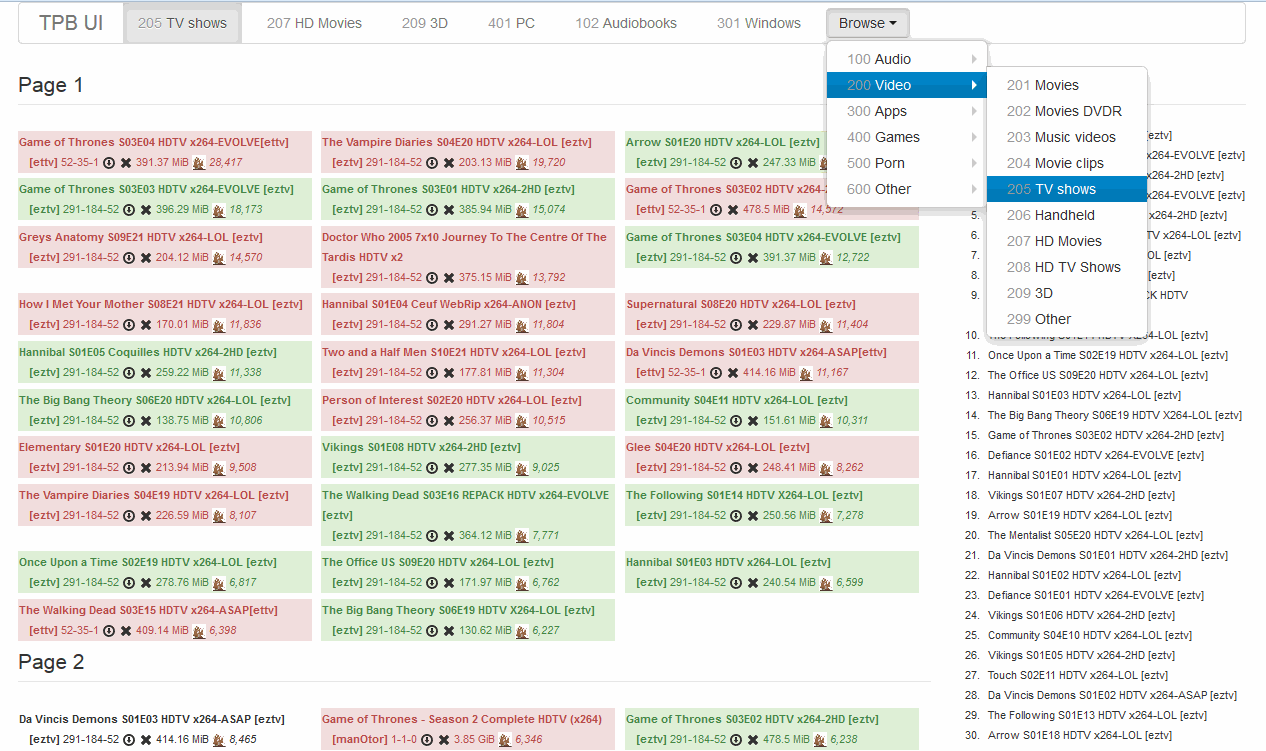 TPB UI 205 TV shows 207 HD Movies 209 3D 401 PC 102 Audiobooks 301 Windows Browse
100 Audio
200 Video
300 Apps
400 Games
500 Porn
600 Other
201 Movies
202 Movies DVDR
203 Music videos
204 Movie clips
205 TV shows
206 Handheld
207 HD Movies
208 HD TV Shows
209 3D
299 Other
Page 1
Game of Thrones S03E04 HDTV x264-EVOLVE[ettv]
[ettv] 52-35-1 391.37 MiB 28,417
The Vampire Diaries S04E20 HDTV x264-LOL [eztv]
[eztv] 291-184-52 203.13 MiB 19,720
Arrow S01E20 HDTV x264-LOL [eztv]
[eztv] 291-184-52 247.33 MiB
Game of Thrones S03E03 HDTV x264-EVOLVE [eztv]
[eztv] 291-184-52 396.29 MiB 18,173
Game of Thrones S03E01 HDTV x264-2HD [eztv]
[eztv] 291-184-52 385.94 MiB 15,074
Game of Thrones S03E02 HDTV x264-2
[ettv] 52-35-1 478.5 MiB 14,572
Greys Anatomy S09E21 HDTV x264-LOL [eztv]
[eztv] 291-184-52 204.12 MiB 14,570
Doctor Who 2005 7x10 Journey To The Centre Of The
Tardis HDTV x2
[eztv] 291-184-52 375.15 MiB 13,792
Game of Thrones S03E04 HDTV x264-EVOLVE [eztv]
[eztv] 291-184-52 391.37 MiB 12,722
How I Met Your Mother S08E21 HDTV x264-LOL [eztv]
[eztv] 291-184-52 170.01 MiB 11,836
Hannibal S01E04 Ceuf WebRip x264-ANON [eztv]
[eztv] 291-184-52 291.27 MiB 11,804
Supernatural S08E20 HDTV x264-LOL [eztv]
[eztv] 291-184-52 229.87 MiB 11,404
Hannibal S01E05 Coquilles HDTV x264-2HD [eztv]
[eztv] 291-184-52 259.22 MiB 11,338
Two and a Half Men S10E21 HDTV x264-LOL [eztv]
[eztv] 291-184-52 177.81 MiB 11,304
Da Vincis Demons S01E03 HDTV x264-ASAP[ettv]
[ettv] 52-35-1 414.16 MiB 11,167
The Big Bang Theory S06E20 HDTV x264-LOL [eztv]
[eztv] 291-184-52 138.75 MiB 10,806
Person of Interest S02E20 HDTV x264-LOL [eztv]
[eztv] 291-184-52 256.37 MiB 10,515
Community S04E11 HDTV x264-LOL [eztv]
[eztv] 291-184-52 151.61 MiB 10,311
Elementary S01E20 HDTV x264-LOL [eztv]
[eztv] 291-184-52 213.94 MiB 9,508
Vikings S01E08 HDTV x264-2HD [eztv]
[eztv] 291-184-52 277.35 MiB 9,025
Glee S04E20 HDTV x264-LOL [eztv]
[eztv] 291-184-52 248.41 MiB 8,262
The Vampire Diaries S04E19 HDTV x264-LOL [eztv]
[eztv] 291-184-52 226.59 MiB 8,107
The Walking Dead S03E16 REPACK HDTV x264-EVOLVE
[eztv]
[eztv] 291-184-52 364.12 MiB 7,771
The Following S01E14 HDTV X264-LOL [eztv]
[eztv] 291-184-52 250.56 MiB 7,278
Once Upon a Time S02E19 HDTV x264-LOL [eztv]
[eztv] 291-184-52 278.76 MiB 6,817
The Office US S09E20 HDTV x264-LOL [eztv]
[eztv] 291-184-52 171.97 MiB 6,762
Hannibal S01E03 HDTV x264-LOL [eztv]
[eztv] 291-184-52 240.54 MiB 6,599
The Walking Dead S03E15 HDTV x264-ASAP[ettv]
[ettv] 52-35-1 409.14 MiB 6,398
The Big Bang Theory S06E19 HDTV X264-LOL [eztv]
[eztv] 291-184-52 130.62 MiB 6,227
Page 2
Da Vincis Demons S01E03 HDTV x264-ASAP [eztv]
[eztv] 291-184-52 414.16 MiB 8,465
Game of Thrones - Season 2 Complete HDTV (x264)
[manOtor] 1-1-0 3.85 GiB 6,346
Game of Thrones S03E02 HDTV x264-2HD [eztv]
[eztv] 291-184-52 478.5 MiB 6,238
eztv]
x264-EVOLVE [eztv]
x264-2HD [eztv]
x264-EVOLVE [eztv]
5. x264-2HD [eztv]
6. TV x264-LOL [eztv]
7. OL [eztv]
8. [eztv]
9. CK HDTV
10. The Following S01E14 HDTV X264-LOL [eztv]
11. Once Upon a Time S02E19 HDTV x264-LOL [eztv]
12. The Office US S09E20 HDTV x264-LOL [eztv]
13. Hannibal S01E03 HDTV x264-LOL [eztv]
14. The Big Bang Theory S06E19 HDTV X264-LOL [eztv]
15. Game of Thrones S03E02 HDTV x264-2HD [eztv]
16. Defiance S01E02 HDTV x264-EVOLVE [eztv]
17. Hannibal S01E01 HDTV x264-LOL [eztv]
18. Vikings S01E07 HDTV x264-2HD [eztv]
19. Arrow S01E19 HDTV x264-LOL [eztv]
20. The Mentalist S05E20 HDTV x264-LOL [eztv]
21. Da Vincis Demons S01E01 HDTV x264-2HD [eztv]
22. Hannibal S01E02 HDTV x264-LOL [eztv]
23. Defiance S01E01 HDTV x264-EVOLVE [eztv]
24. Vikings S01E06 HDTV x264-2HD [eztv]
25. Community S04E10 HDTV x264-LOL [eztv]
26. Vikings S01E05 HDTV x264-2HD [eztv]
27. Touch S02E11 HDTV x264-LOL [eztv]
28. Da Vincis Demons S01E02 HDTV x264-ASAP [eztv]
29. The Following S01E13 HDTV x264-LOL [eztv]
30. Arrow S01E18 HDTV x264-LOL [eztv]